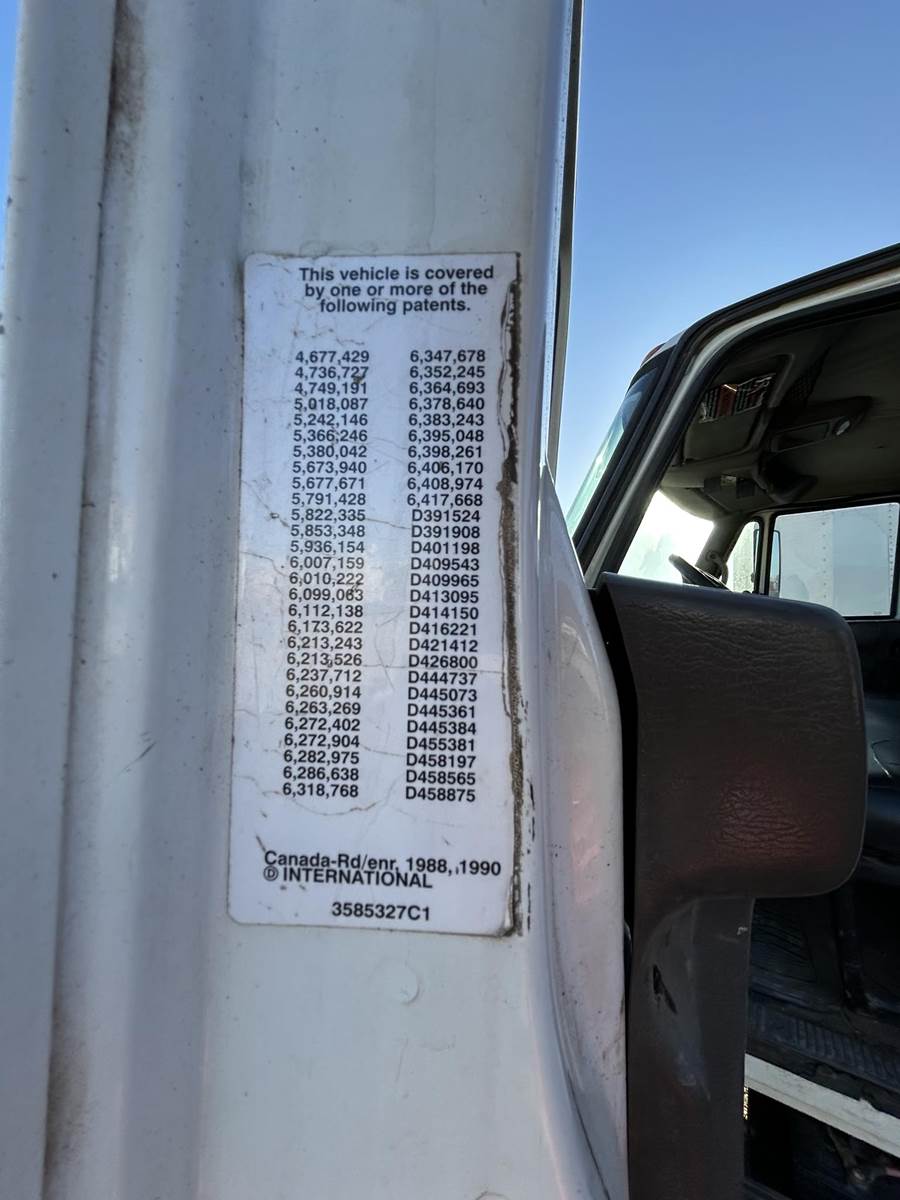 This vehicle is covered
by one or more of the
following patents.
4,677,429 6,347,678
4,736,727 6,352,245
4,749,191 6,364,693
5,018,087 6,378,640
5,242,146 6,383,243
5,366,246 6,395,048
5,380,042 6,398,261
5,673,940 6,406,170
5,677,671 6,408,974
5,791,428 6,417,668
5,822,335 D391524
5,853,348 D391908
5,936,154 D401198
6,007,159 D409543
6,010,222 D409965
6,099,063 D413095
6,112,138 D414150
6,173,622 D416221
6,213,243 D421412
6,213,526 D426800
6,237,712 D444737
6,260,914 D445073
6,263,269 D445361
6,272,402 D445384
6,272,904 D455381
6,282,975 D458197
6,286,638 D458565
6,318,768 D458875
Canada-Rd/enr. 1988, 1990
Ⓓ INTERNATIONAL
3585327C1